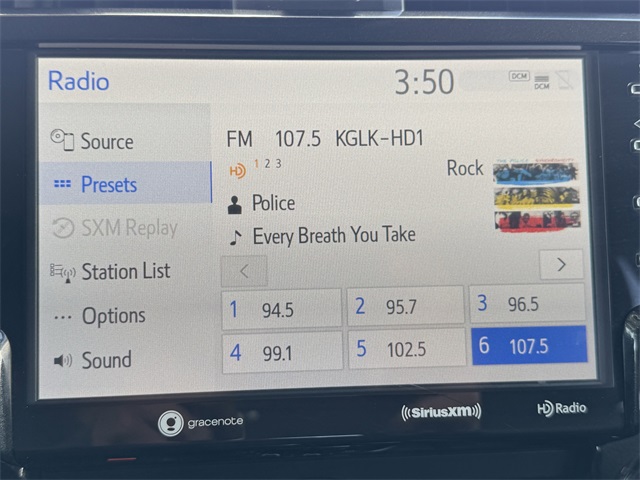 Radio
3:50
DCM
DCM
Source
Presets
SXM Replay
Station List
Options
Sound
FM 107.5 KGLK-HD1
HD 1 2 3
Rock
Police
Every Breath You Take
1 94.5
2 95.7
3 96.5
4 99.1
5 102.5
6 107.5
gracenote
((SiriusXM))
HD Radio